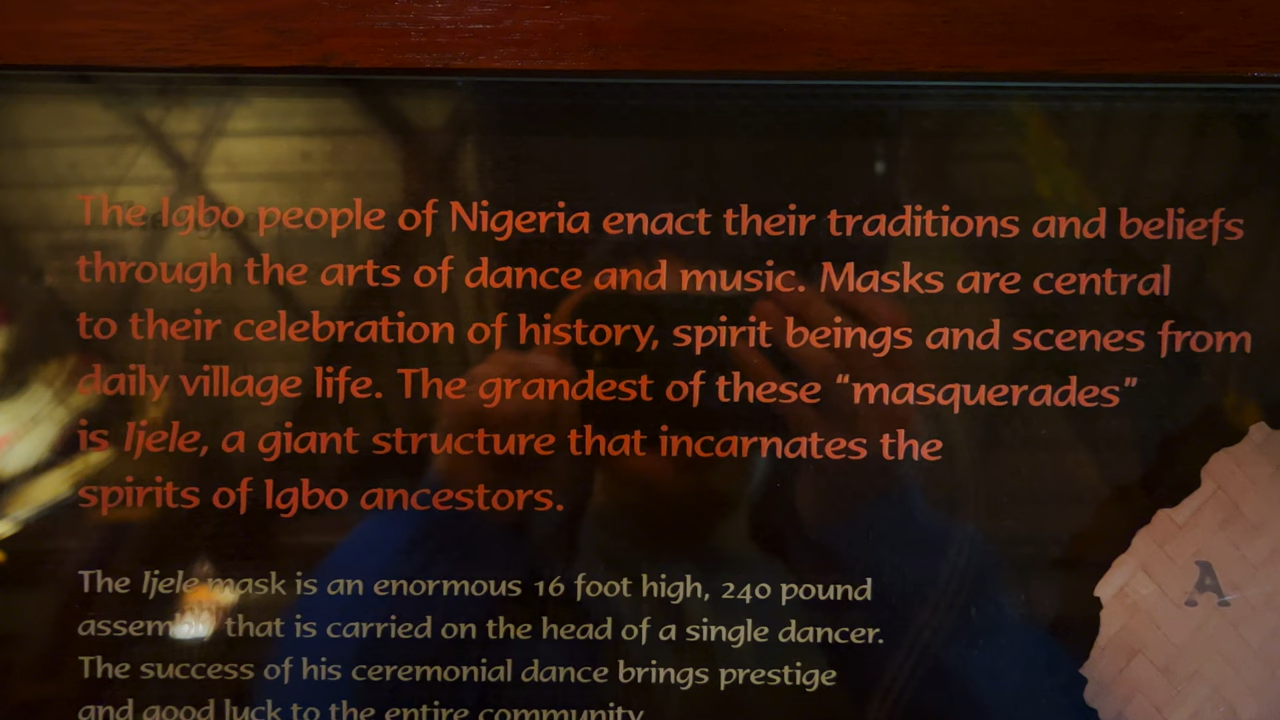 The Igbo people of Nigeria enact their traditions and beliefs
through the arts of dance and music. Masks are central
to their celebration of history, spirit beings and scenes from
daily village life. The grandest of these “masquerades”
is Ijele, a giant structure that incarnates the
spirits of Igbo ancestors.
The Ijele mask is an enormous 16 foot high, 240 pound
assembly that is carried on the head of a single dancer.
The success of his ceremonial dance brings prestige
and good luck to the entire community
A